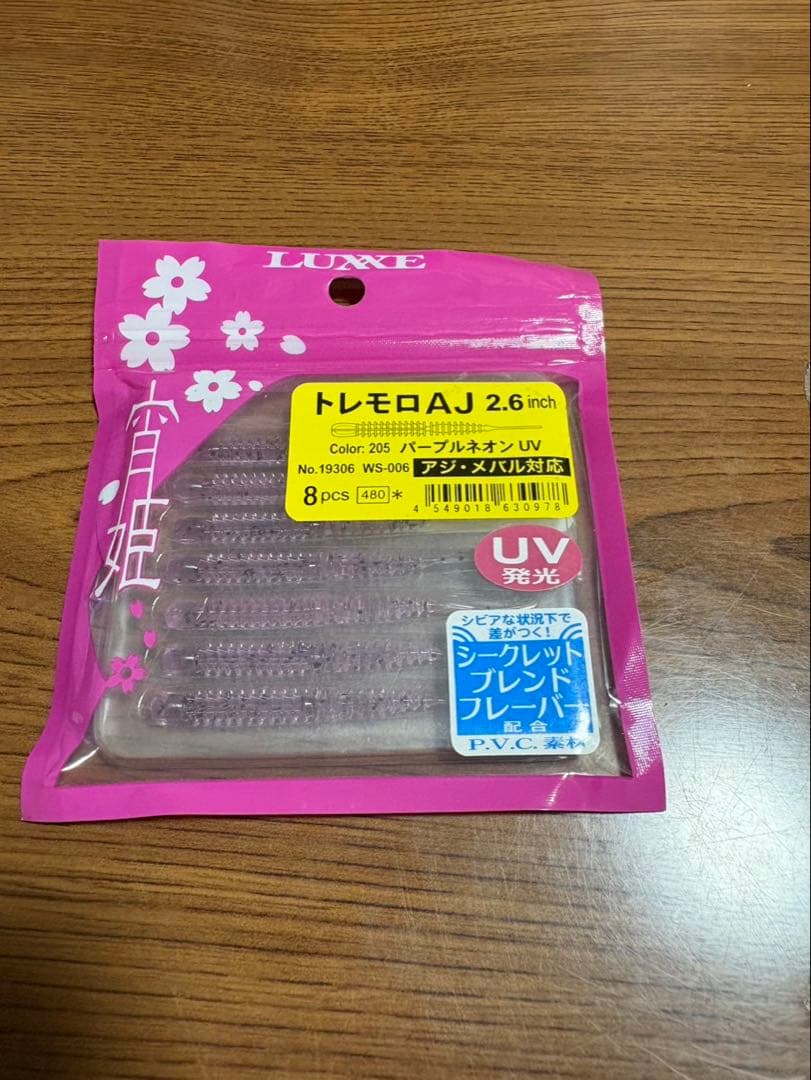 LUXXE
宵姫
トレモロAJ 2.6 inch
Color: 205 パープルネオン UV
No.19306 WS-006 アジ・メバル対応
8pcs 480*
4 549018 630978
UV
発光
シビアな状況下で
差がつく!
シークレット
ブレンド
フレーバー
配合
P.V.C. 素材